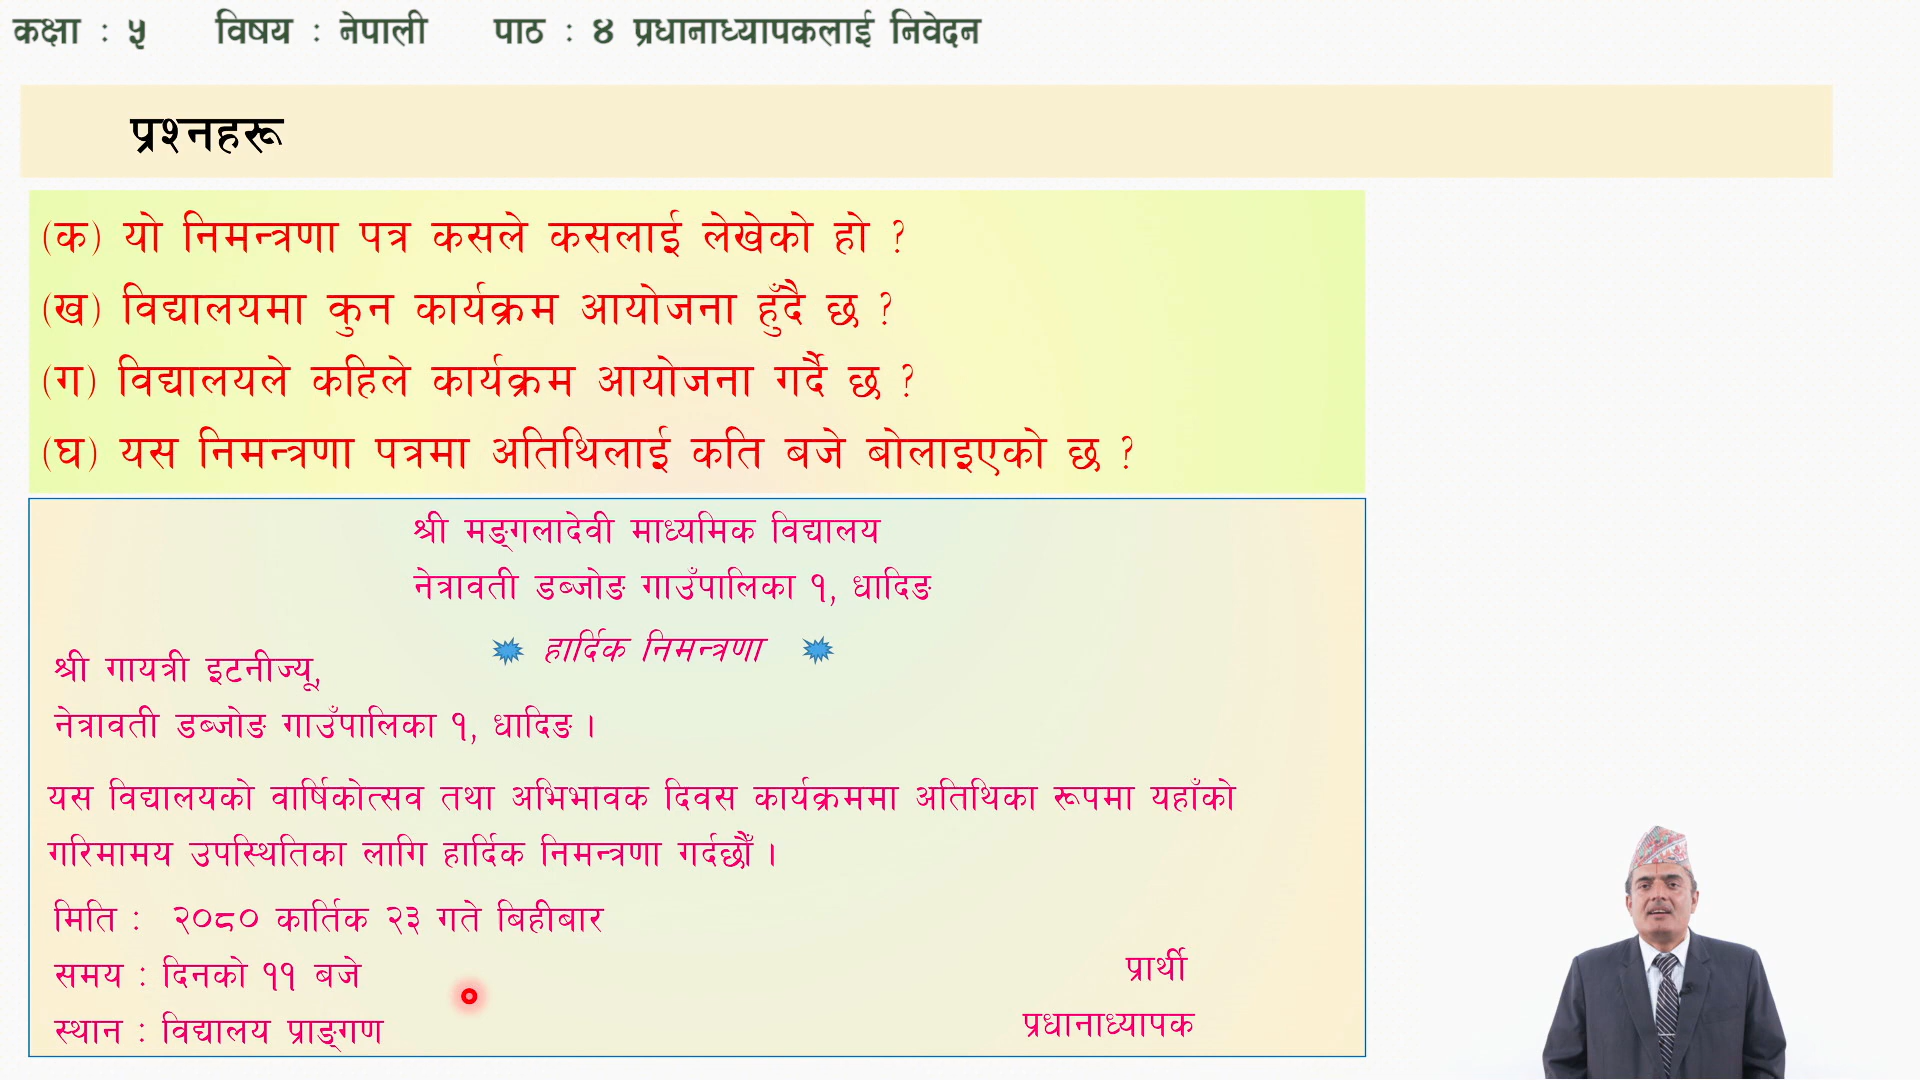 कक्षा : ५ विषय : नेपाली पाठ : ४ प्रधानाध्यापकलाई निवेदन
प्रश्नहरू
(क) यो निमन्त्रणा पत्र कसले कसलाई लेखेको हो ?
(ख) विद्यालयमा कुन कार्यक्रम आयोजना हुँदै छ ?
(ग) विद्यालयले कहिले कार्यक्रम आयोजना गर्दै छ ?
(घ) यस निमन्त्रणा पत्रमा अतिथिलाई कति बजे बोलाइएको छ ?
श्री मङ्गलादेवी माध्यमिक विद्यालय
नेत्रावती डब्जोङ गाउँपालिका १, धादिङ
हार्दिक निमन्त्रणा
श्री गायत्री इटनीज्यू,
नेत्रावती डब्जोङ गाउँपालिका १, धादिङ ।
यस विद्यालयको वार्षिकोत्सव तथा अभिभावक दिवस कार्यक्रममा अतिथिका रूपमा यहाँको
गरिमामय उपस्थितिका लागि हार्दिक निमन्त्रणा गर्दछौँ ।
मिति : २०८० कार्तिक २३ गते बिहीबार
समय : दिनको ११ बजे
स्थान : विद्यालय प्राङ्गण
प्रार्थी
प्रधानाध्यापक